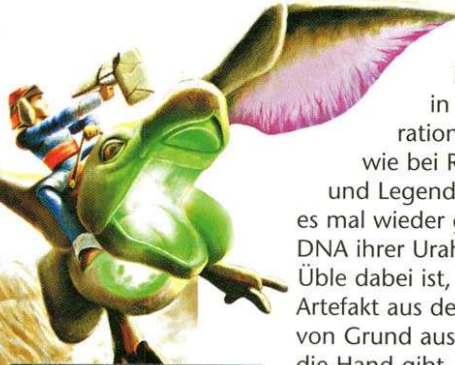 in
ration
wie bei R
und Legend
es mal wieder g
DNA ihrer Urah
Üble dabei ist,
Artefakt aus de
von Grund aus
die Hand gibt